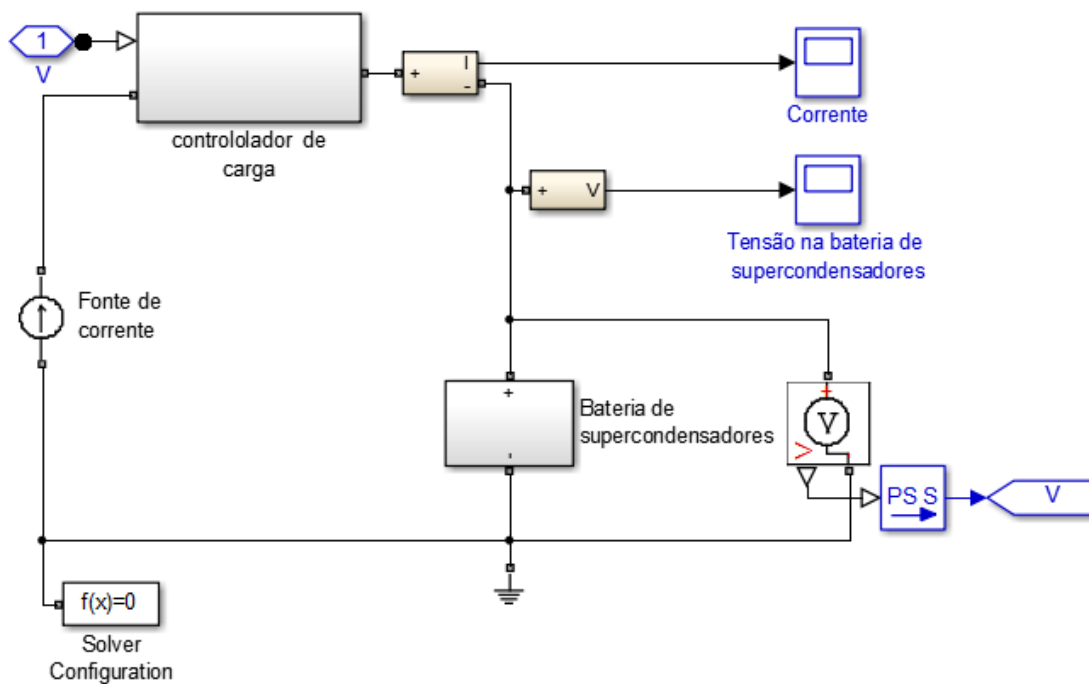 1
V
contrololador de
carga
+
I
-
Corrente
+
V
Tensão na bateria de
supercondensadores
Fonte de
corrente
+
-
Bateria de
supercondensadores
+
V
V
-
PS S
V
f(x)=0
Solver
Configuration